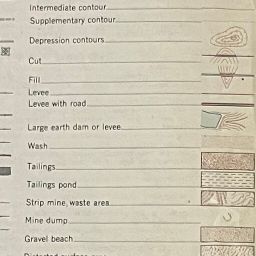 Intermediate contour
Supplementary contour
Depression contours
Cut
Fill
Levee
Levee with road
Large earth dam or levee
Wash
Tailings
Tailings pond
Strip mine, waste area
Mine dump
Gravel beach